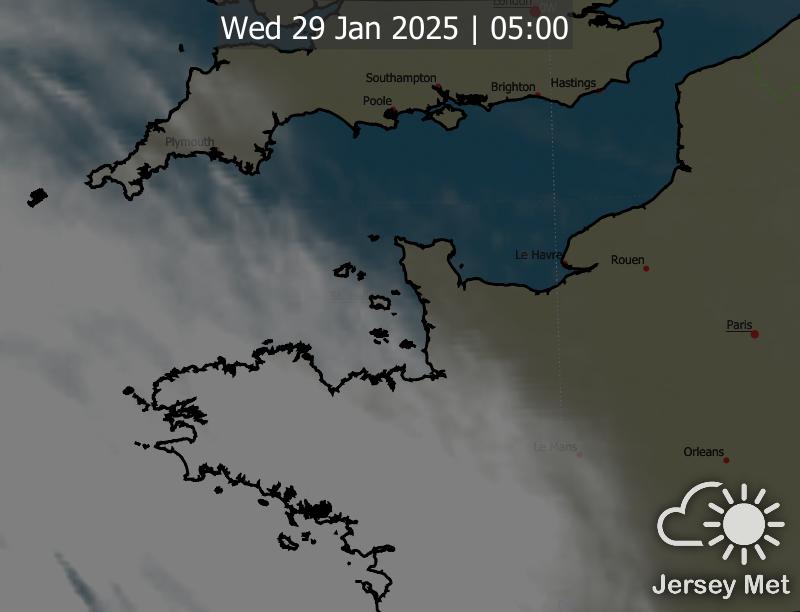 London
Wed 29 Jan 2025 | 05:00
Southampton
Hastings
Brighton
Poole
Plymouth
Le Havre
Rouen
Paris
Le Mans
Orleans
Jersey Met